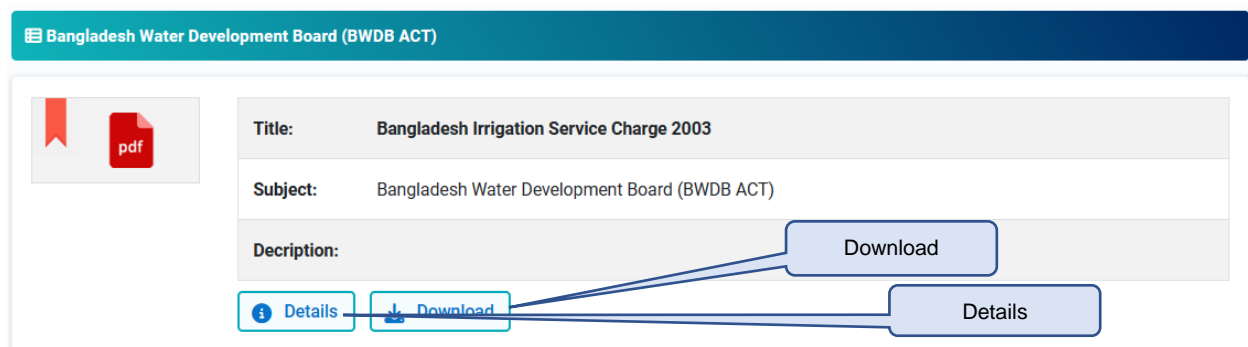 Bangladesh Water Development Board (BWDB ACT)
pdf
Title: Bangladesh Irrigation Service Charge 2003
Subject: Bangladesh Water Development Board (BWDB ACT)
Decription:
Download
Details Download
Details